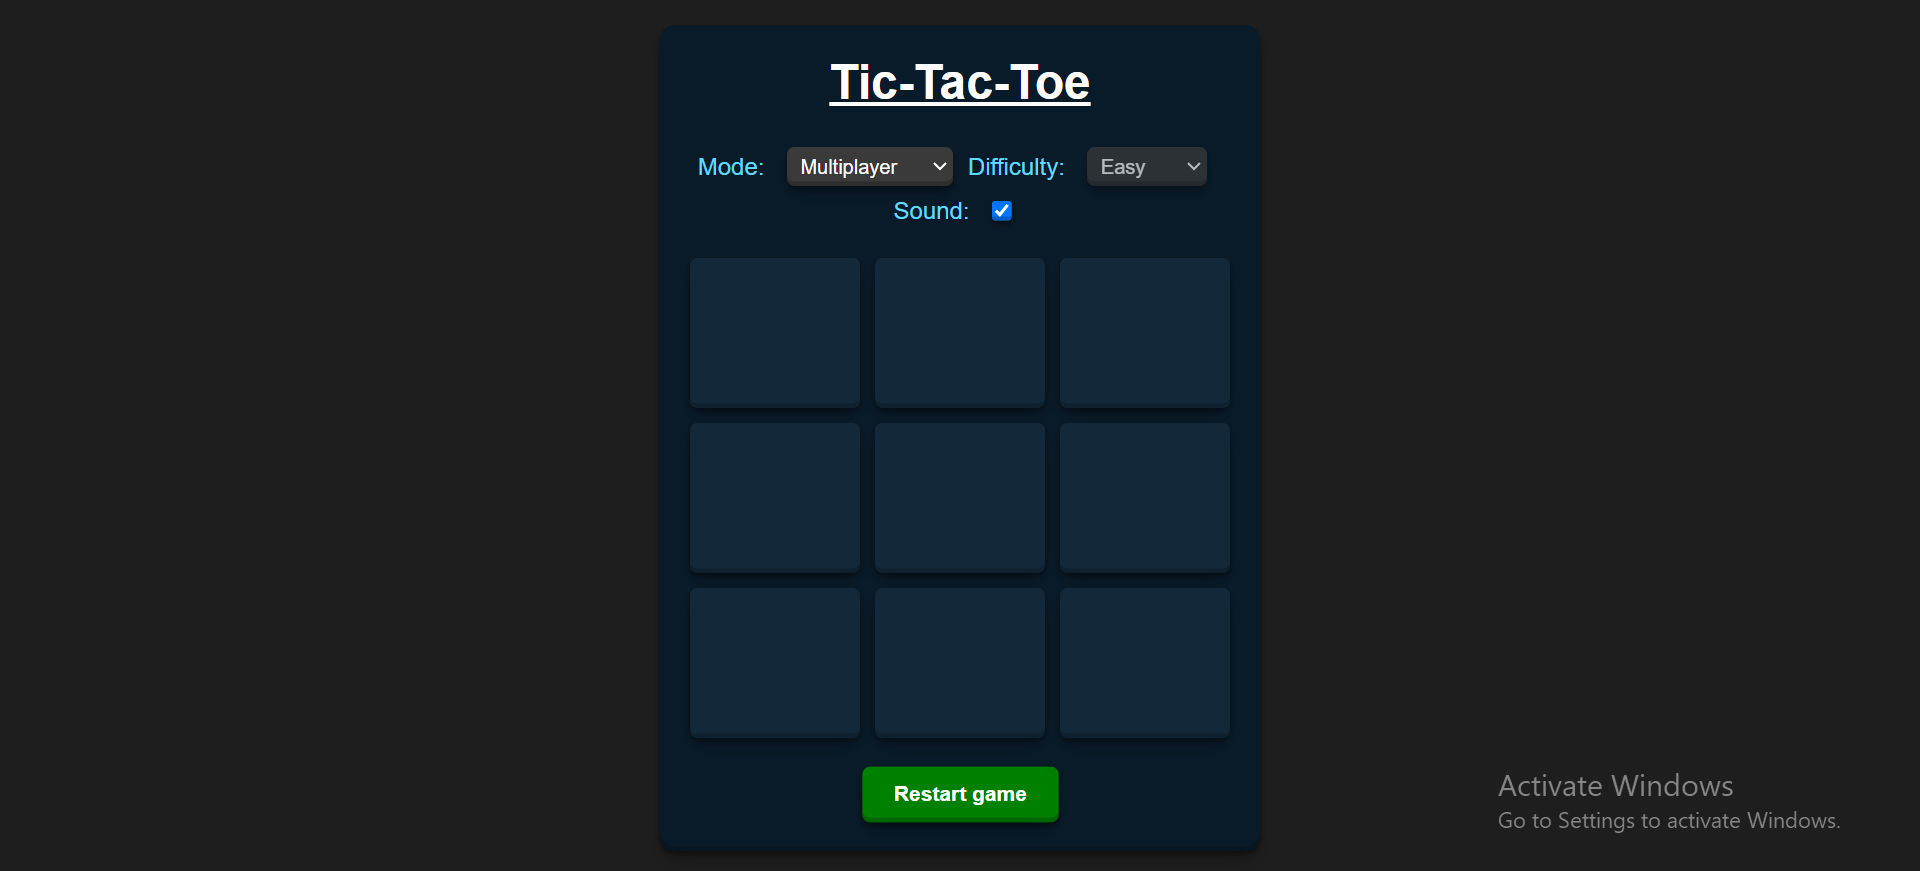 Tic-Tac-Toe
Mode: Multiplayer Difficulty: Easy
Sound:
Restart game
Activate Windows
Go to Settings to activate Windows.